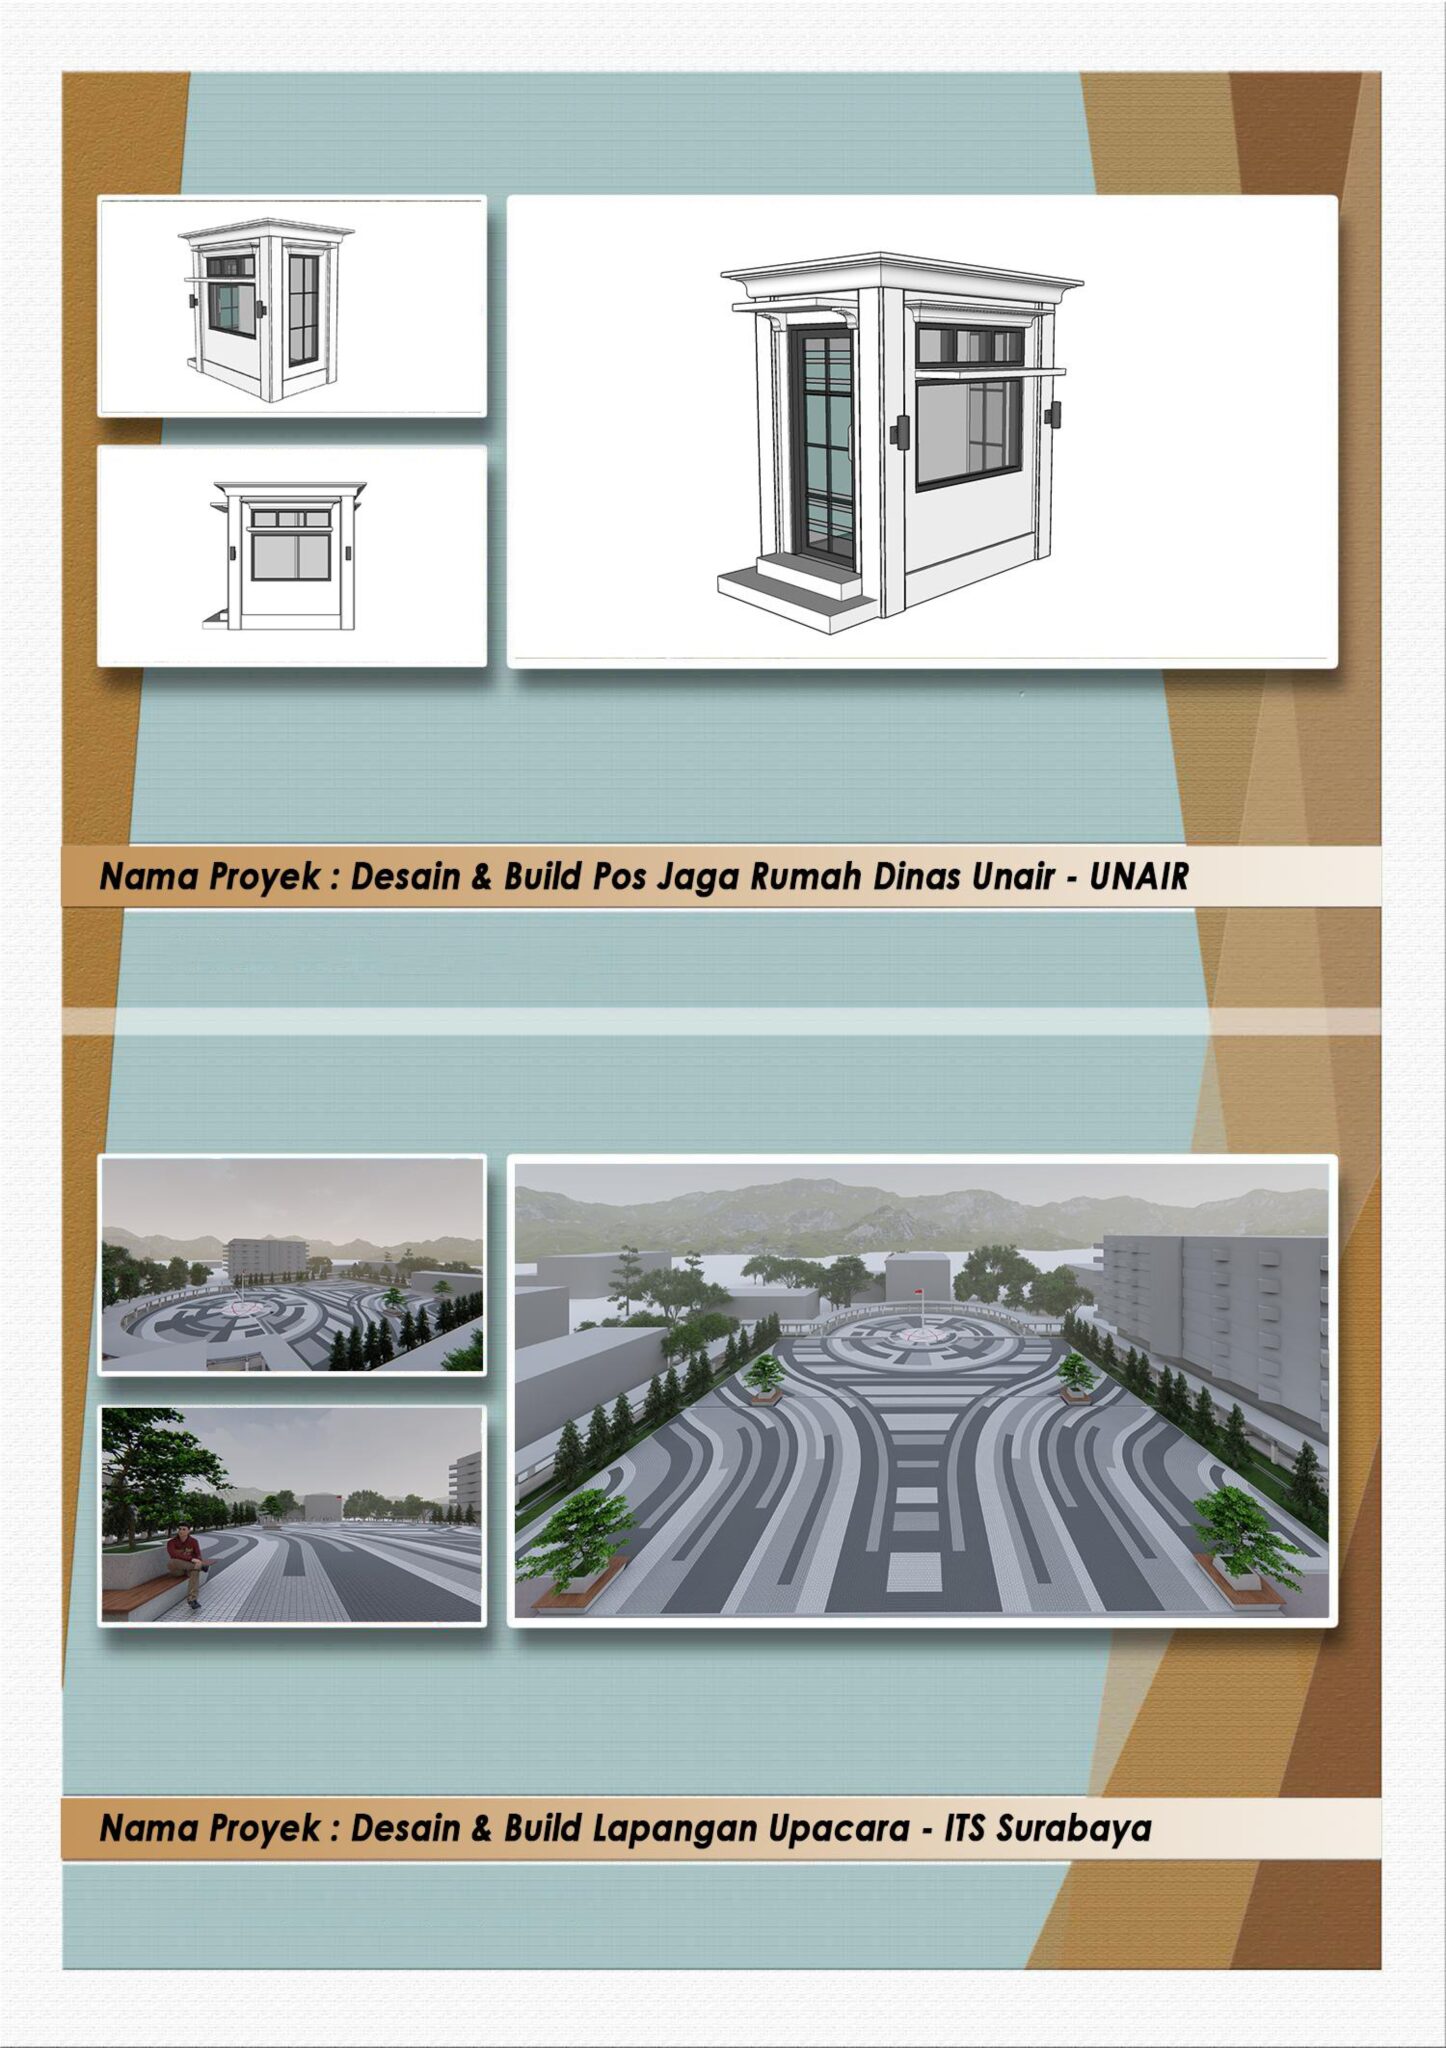 Nama Proyek : Desain & Build Pos Jaga Rumah Dinas Unair - UNAIR
Nama Proyek : Desain & Build Lapangan Upacara - ITS Surabaya